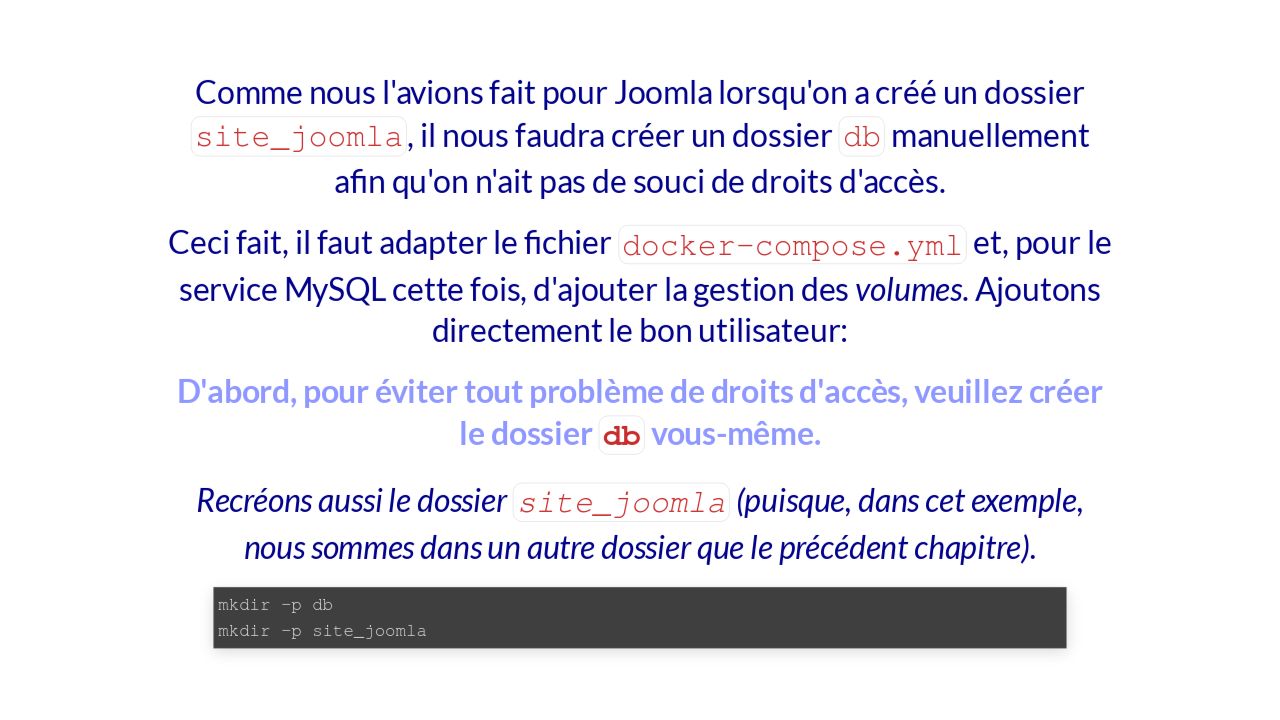 Comme nous l'avions fait pour Joomla lorsqu'on a créé un dossier
site_joomla, il nous faudra créer un dossier db manuellement
afin qu'on n'ait pas de souci de droits d'accès.
Ceci fait, il faut adapter le fichier docker-compose.yml et, pour le
service MySQL cette fois, d'ajouter la gestion des volumes. Ajoutons
directement le bon utilisateur:
D'abord, pour éviter tout problème de droits d'accès, veuillez créer
le dossier db vous-même.
Recréons aussi le dossier site_joomla (puisque, dans cet exemple,
nous sommes dans un autre dossier que le précédent chapitre).
mkdir -p db
mkdir -p site_joomla